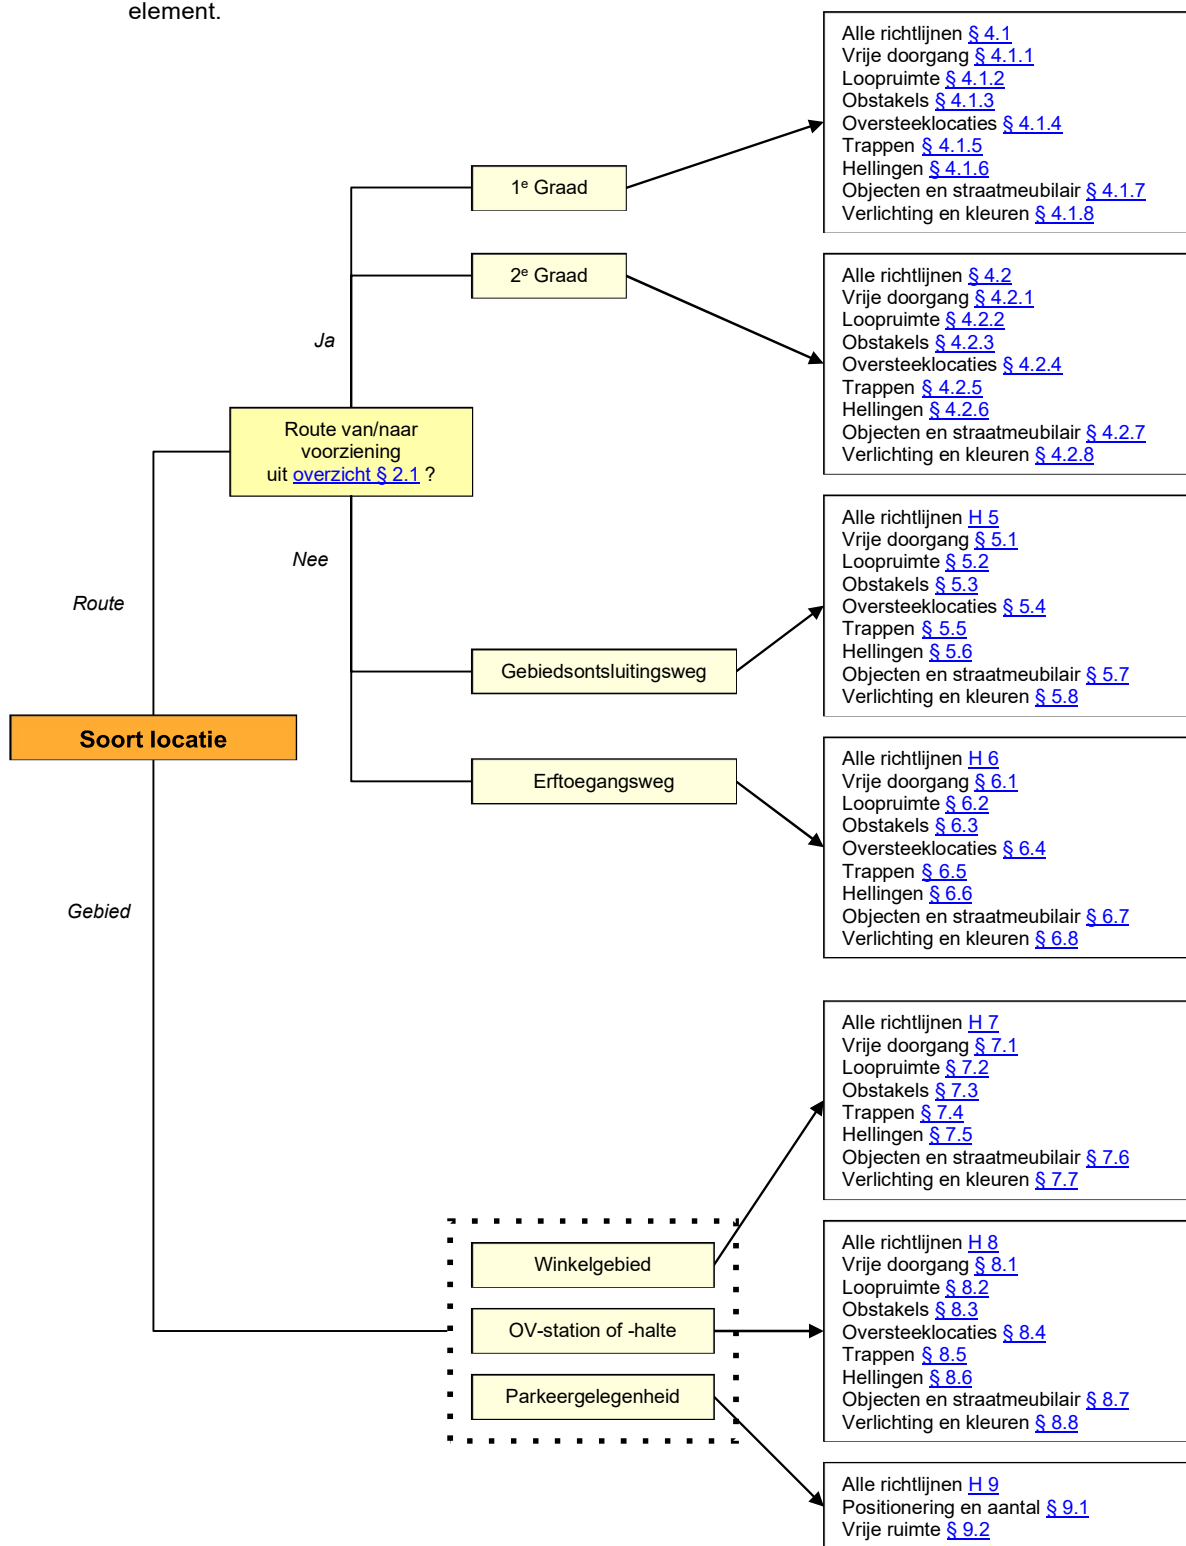 element.
Alle richtlijnen § 4.1
Vrije doorgang § 4.1.1
Loopruimte § 4.1.2
Obstakels § 4.1.3
Oversteeklocaties § 4.1.4
Trappen § 4.1.5
Hellingen § 4.1.6
Objecten en straatmeubilair § 4.1.7
Verlichting en kleuren § 4.1.8
1e Graad
2e Graad
Alle richtlijnen § 4.2
Vrije doorgang § 4.2.1
Loopruimte § 4.2.2
Obstakels § 4.2.3
Oversteeklocaties § 4.2.4
Trappen § 4.2.5
Hellingen § 4.2.6
Objecten en straatmeubilair § 4.2.7
Verlichting en kleuren § 4.2.8
Ja
Route van/naar
voorziening
uit overzicht § 2.1 ?
Nee
Route
Alle richtlijnen H 5
Vrije doorgang § 5.1
Loopruimte § 5.2
Obstakels § 5.3
Oversteeklocaties § 5.4
Trappen § 5.5
Hellingen § 5.6
Objecten en straatmeubilair § 5.7
Verlichting en kleuren § 5.8
Gebiedsontsluitingsweg
Soort locatie
Erftoegangsweg
Alle richtlijnen H 6
Vrije doorgang § 6.1
Loopruimte § 6.2
Obstakels § 6.3
Oversteeklocaties § 6.4
Trappen § 6.5
Hellingen § 6.6
Objecten en straatmeubilair § 6.7
Verlichting en kleuren § 6.8
Gebied
Alle richtlijnen H 7
Vrije doorgang § 7.1
Loopruimte § 7.2
Obstakels § 7.3
Trappen § 7.4
Hellingen § 7.5
Objecten en straatmeubilair § 7.6
Verlichting en kleuren § 7.7
Winkelgebied
OV-station of -halte
Parkeergelegenheid
Alle richtlijnen H 8
Vrije doorgang § 8.1
Loopruimte § 8.2
Obstakels § 8.3
Oversteeklocaties § 8.4
Trappen § 8.5
Hellingen § 8.6
Objecten en straatmeubilair § 8.7
Verlichting en kleuren § 8.8
Alle richtlijnen H 9
Positionering en aantal § 9.1
Vrije ruimte § 9.2